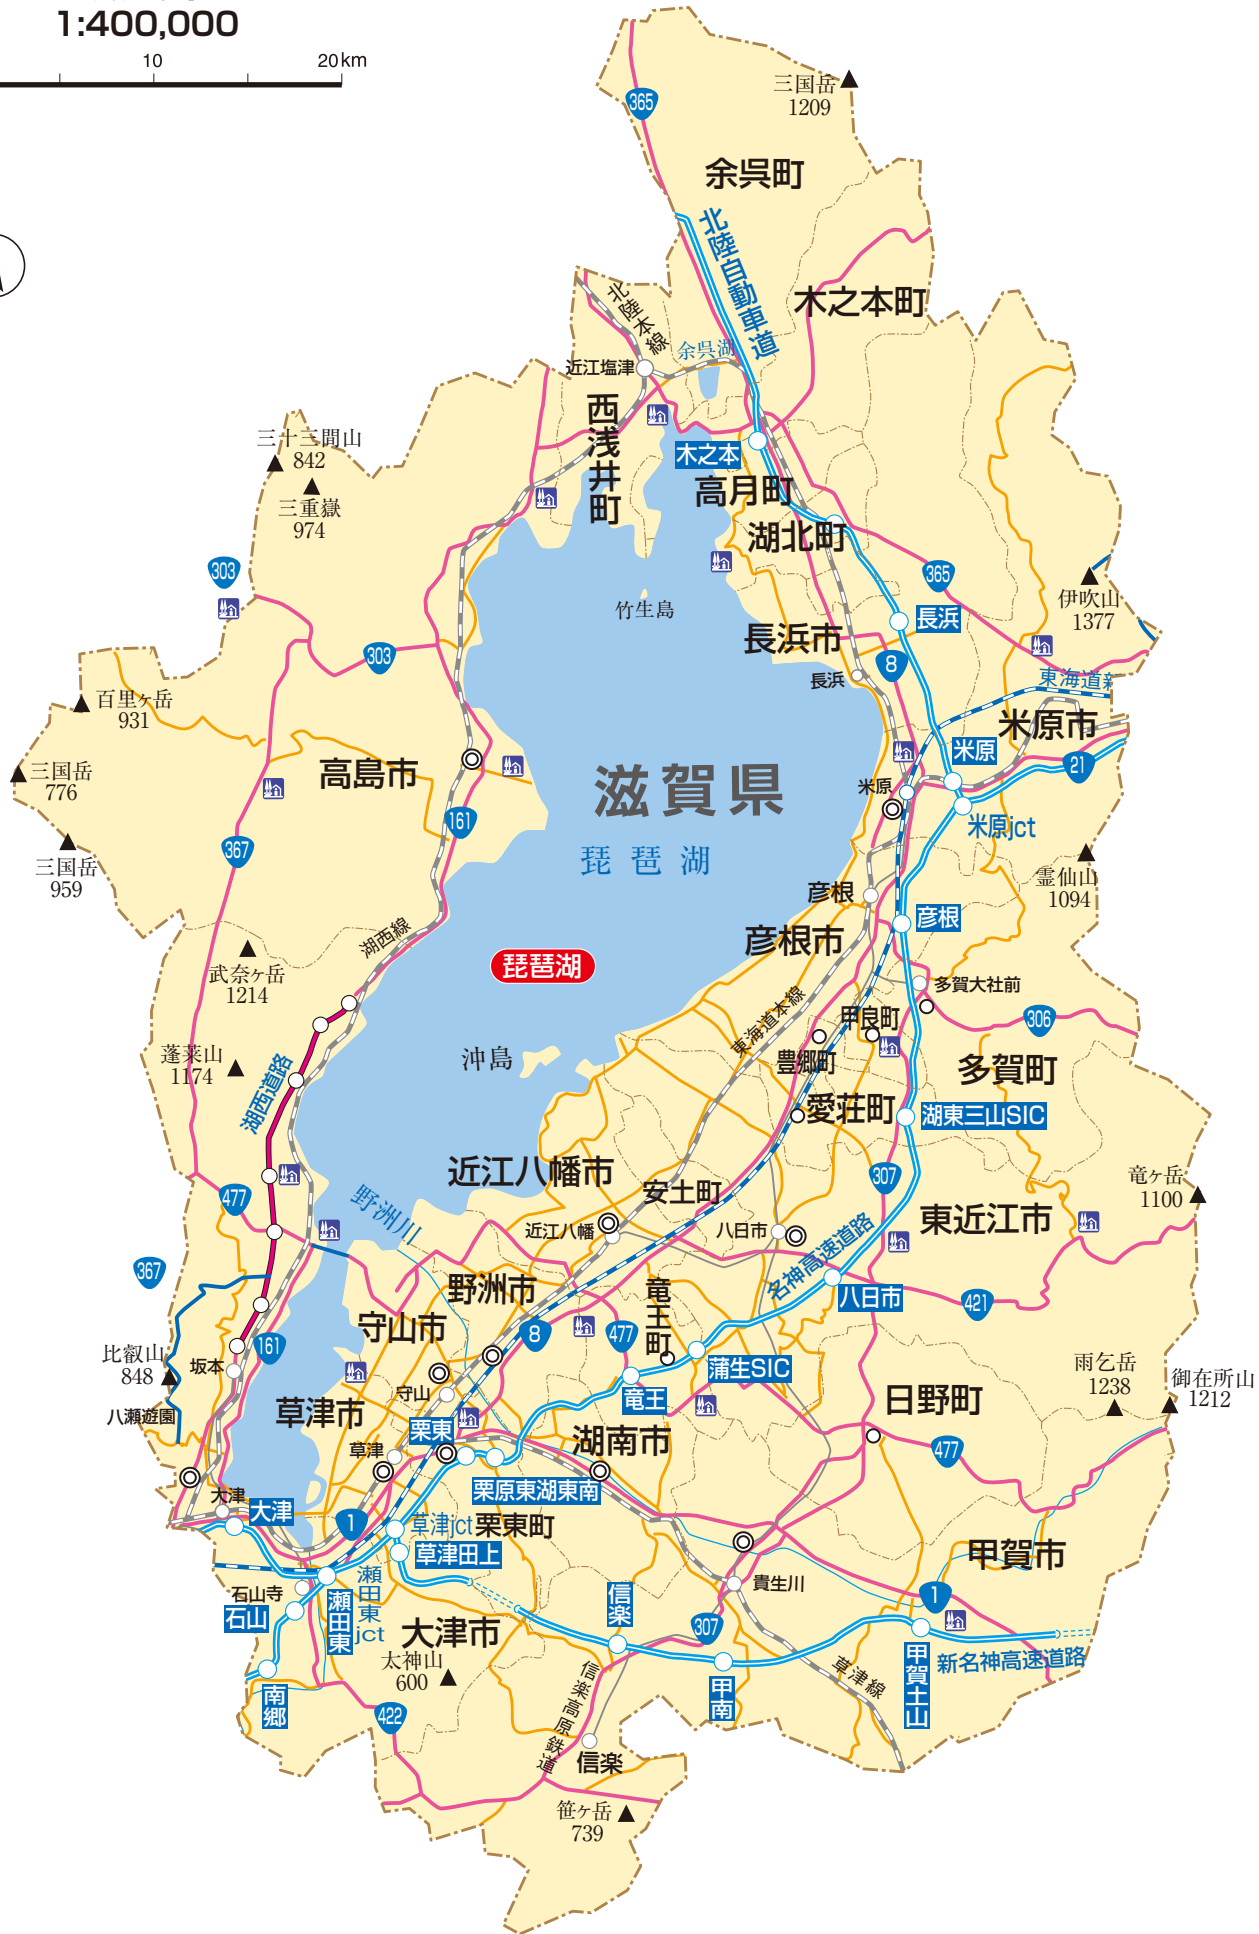 1:400,000
10
20km
365
三国岳
1209
余呉町
北陸自動車道
木之本町
北陸本線
余呉湖
近江塩津
西浅井町
木之本
高月町
湖北町
三十三間山
842
三重嶽
974
303
365
伊吹山
1377
竹生島
長浜
長浜市
長浜
8
303
東海道新
百里ヶ岳
931
米原市
米原
21
三国岳
776
高島市
滋賀県
米原
米原jct
161
琵琶湖
367
三国岳
959
霊仙山
1094
彦根
彦根
彦根市
湖西線
琵琶湖
武奈ヶ岳
1214
多賀大社前
東海道本線
甲良町
306
蓬莱山
1174
沖島
豊郷町
多賀町
湖西道路
愛荘町
湖東三山SIC
近江八幡市
307
竜ヶ岳
1100
477
野洲川
安土町
東近江市
近江八幡
八日市
名神高速道路
367
野洲市
竜王町
八日市
421
守山市
8
477
161
比叡山
848
坂本
蒲生SIC
雨乞岳
1238
御在所山
1212
八瀬遊園
守山
竜王
日野町
草津市
栗東
湖南市
草津
477
栗原東湖東南
大津
大津
1
草津jct
栗東町
草津田上
甲賀市
石山寺
瀬田東jct
瀬田東
石山
信楽
貴生川
1
大津市
307
太神山
600
甲賀土山
新名神高速道路
南郷
甲南
草津線
422
信楽高原鉄道
信楽
笹ヶ岳
739